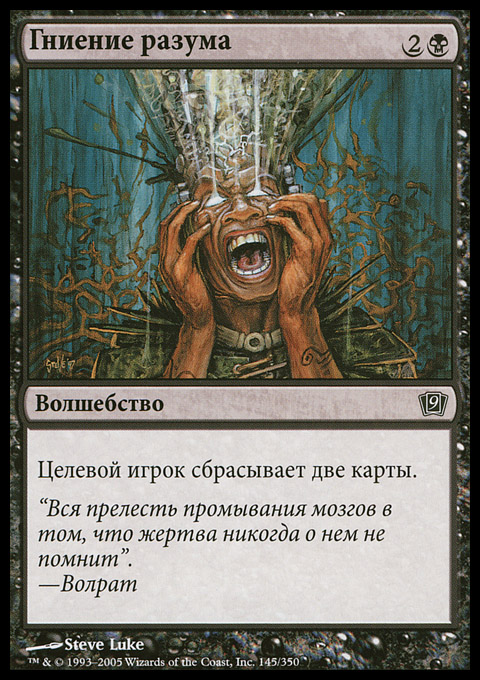 Гниение разума 2
Волшебство 9
Целевой игрок сбрасывает две карты.
“Вся прелесть промывания мозгов в
том, что жертва никогда о нем не
помнит”.
—Волрат
Steve Luke
™ & © 1993–2005 Wizards of the Coast, Inc. 145/350